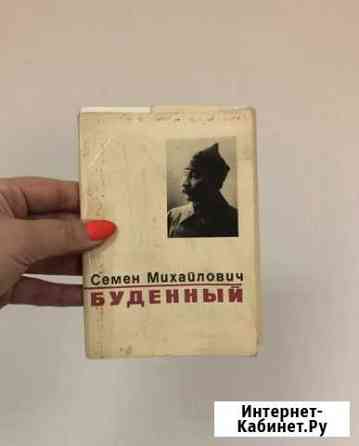 Семен Михайлович
БУДЕННЫЙ
Интернет-
Кабинет.Ру